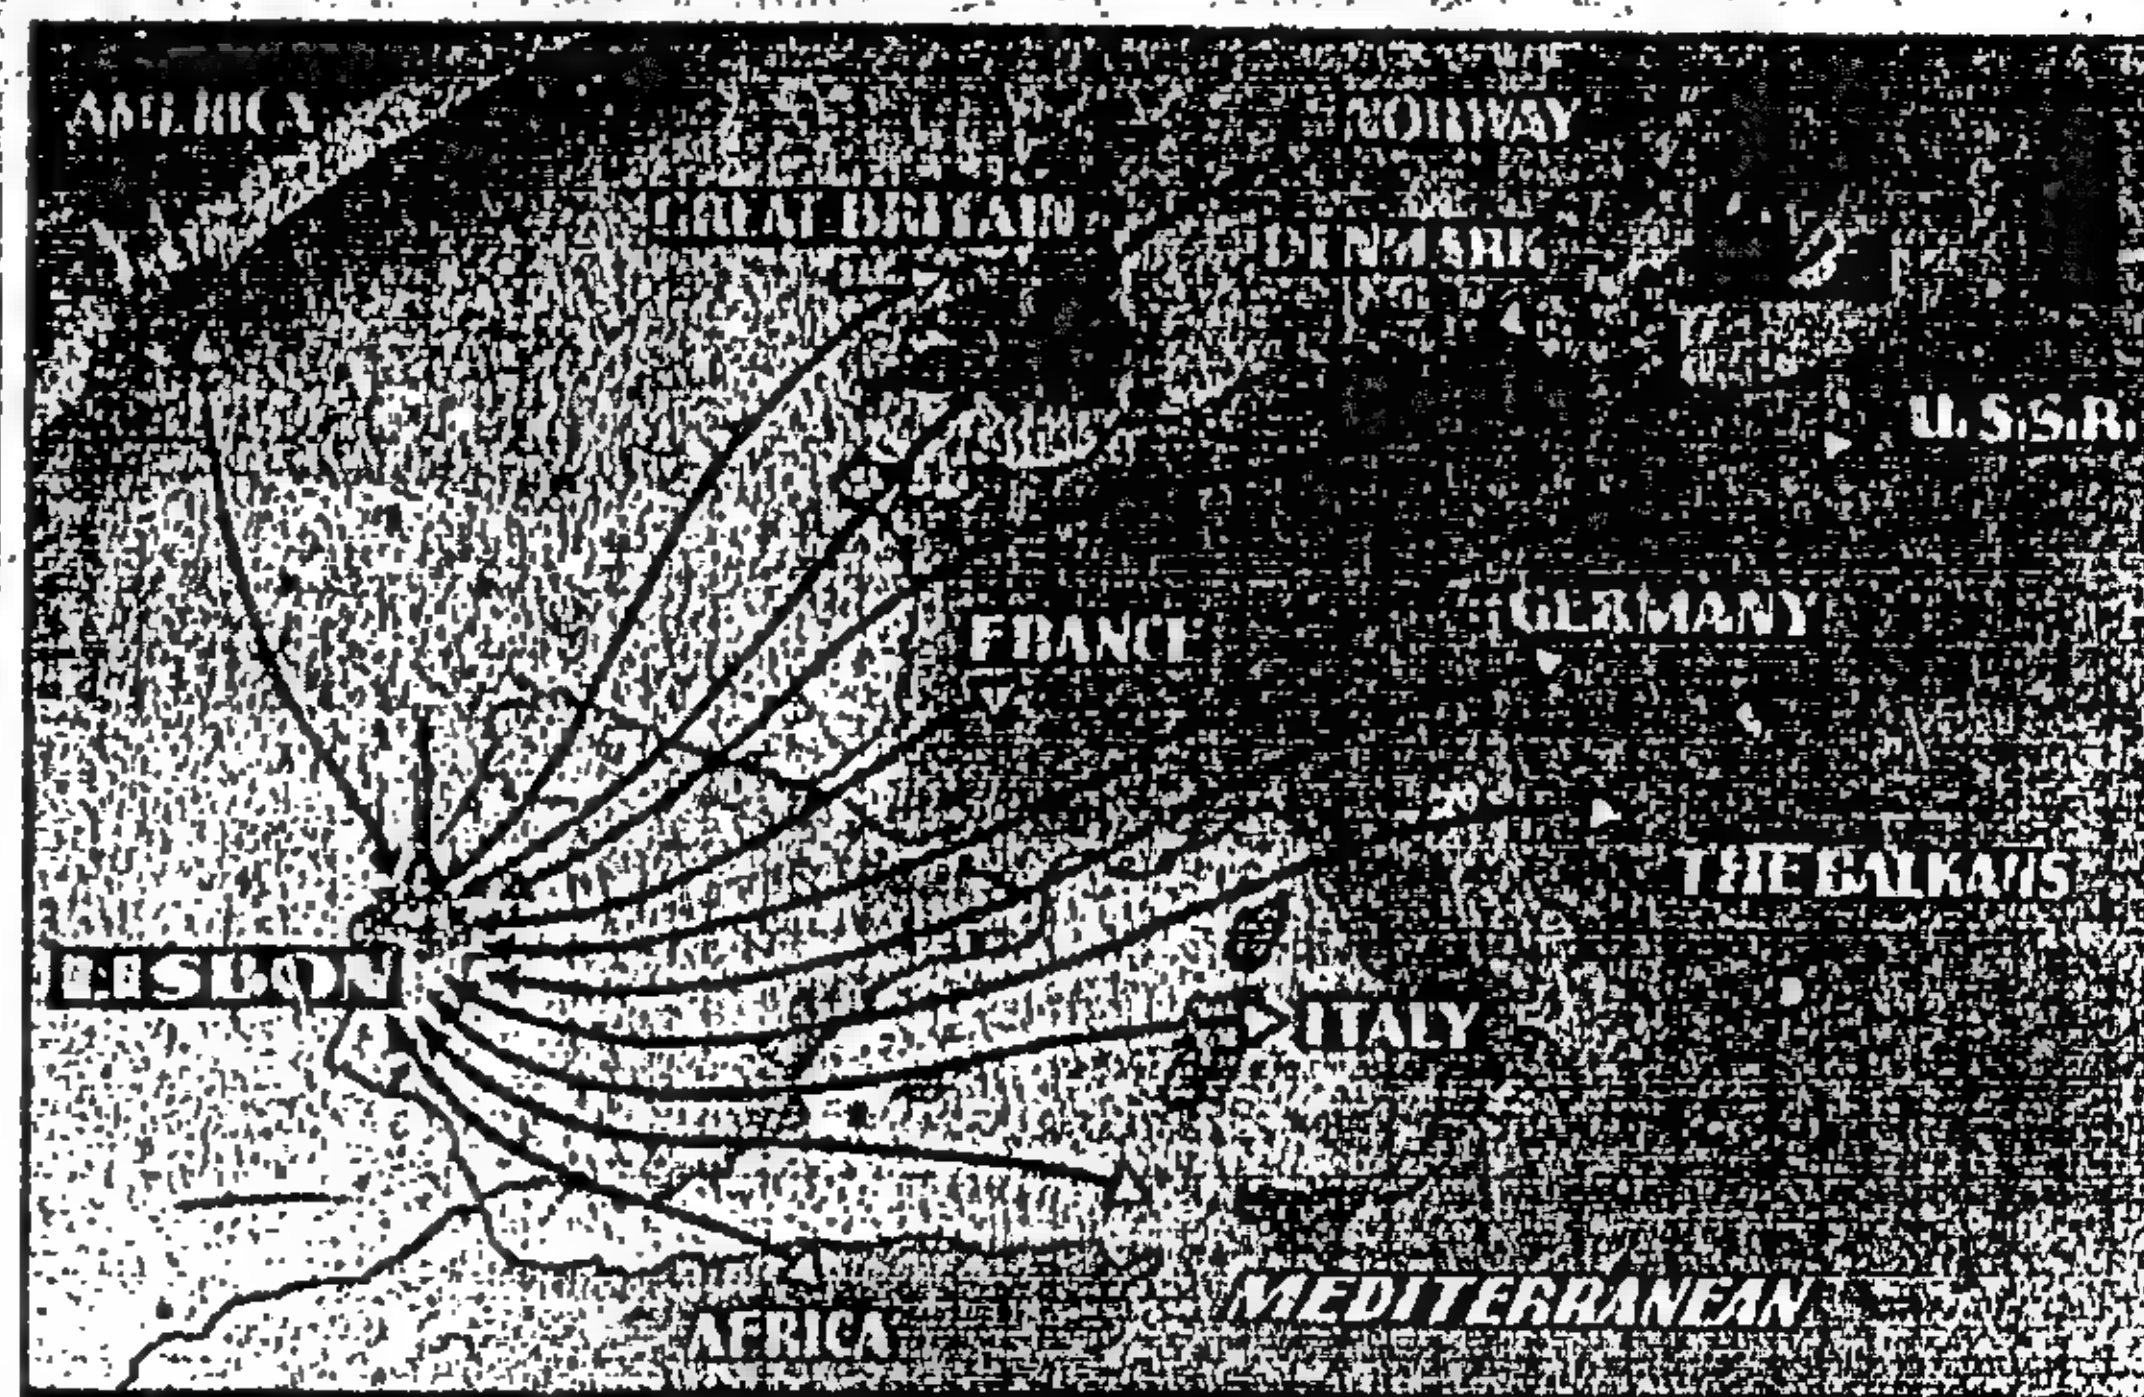 AMERICA
NORWAY
GREAT BRITAIN
DENMARK
U.S.S.R.
GERMANY
FRANCE
THE BALKANS
LISBON
ITALY
MEDITERRANEAN
AFRICA